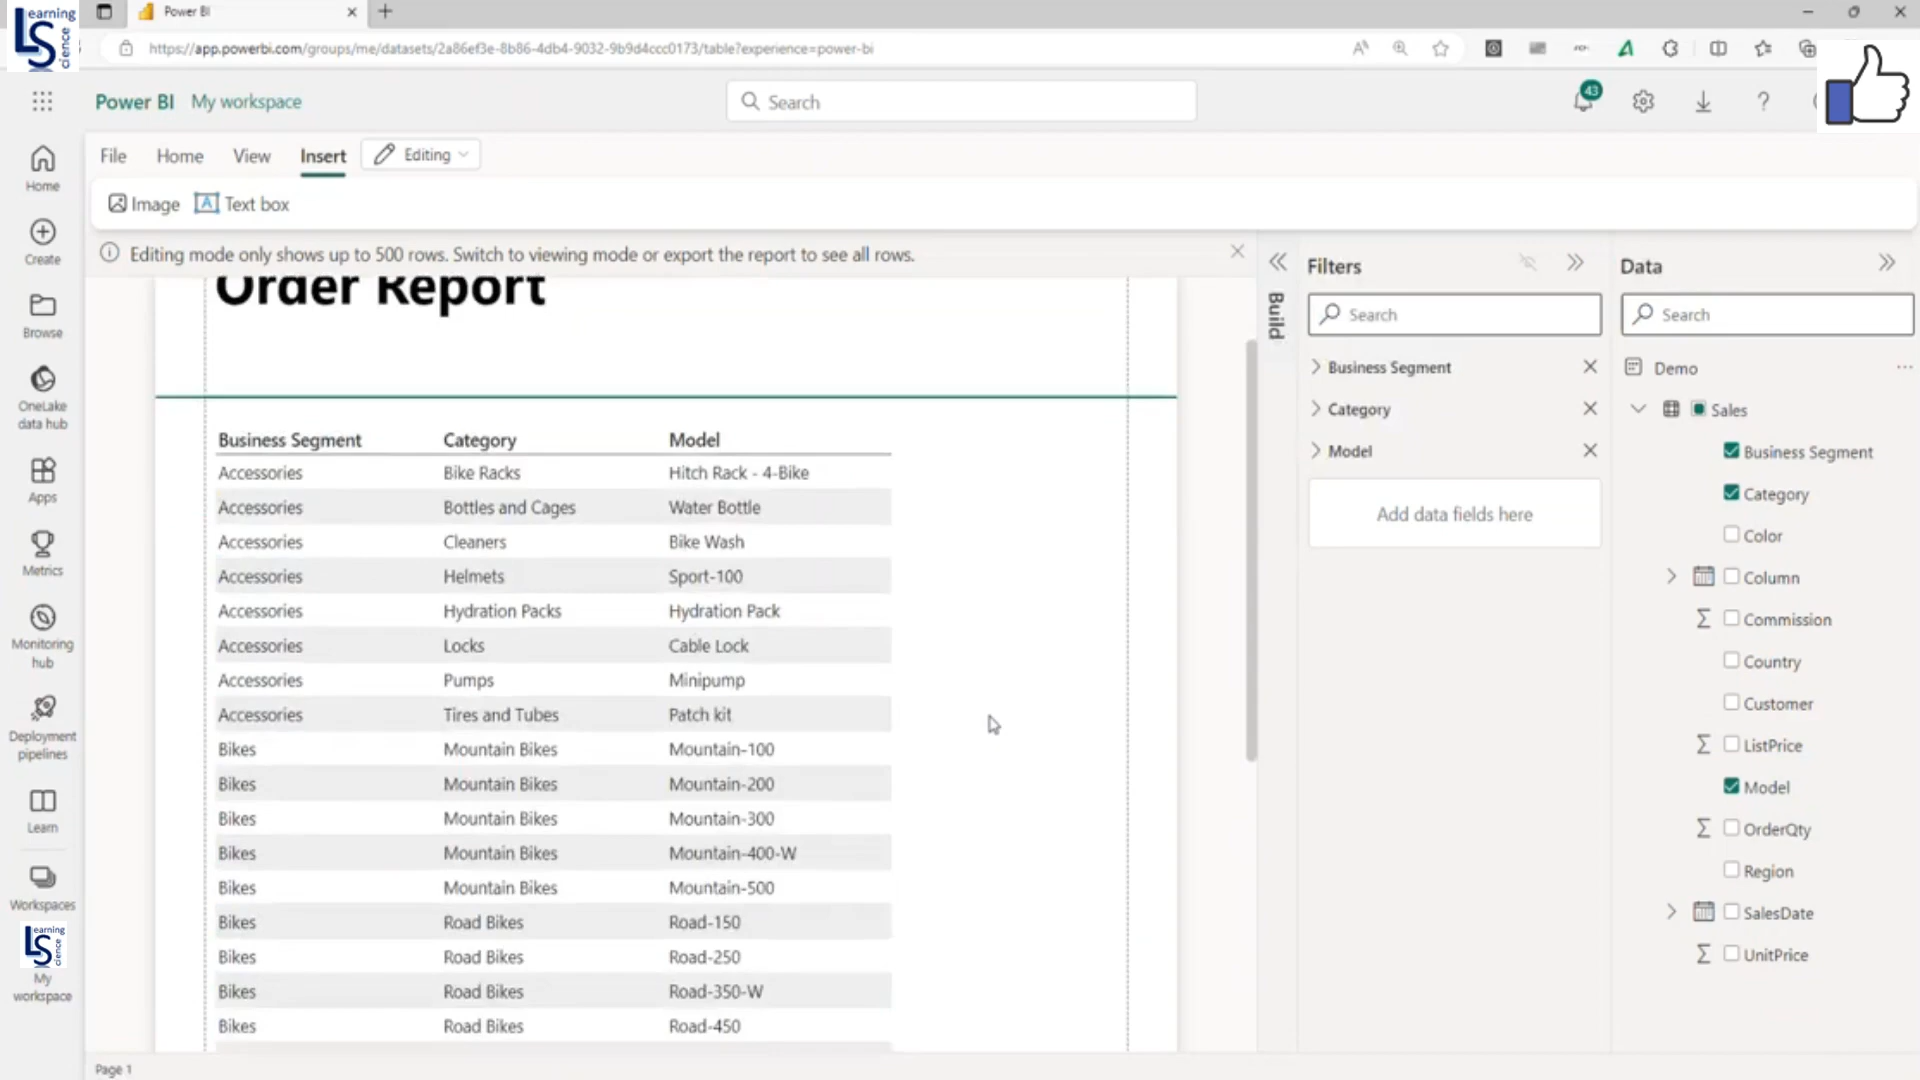 Learning
Science
Power BI
https://app.powerbi.com/groups/me/datasets/2a86ef3e-8b86-4db4-9032-9b9d4ccc0173/table?experience=power-bi
Power BI My workspace
Search
43
File Home View Insert Editing
Image Text box
Editing mode only shows up to 500 rows. Switch to viewing mode or export the report to see all rows.
Home
Create
Browse
OneLake
data hub
Apps
Metrics
Monitoring
hub
Deployment
pipelines
Learn
Workspaces
Learning
Science
My
workspace
Order Report
Business Segment Category Model
Accessories Bike Racks Hitch Rack - 4-Bike
Accessories Bottles and Cages Water Bottle
Accessories Cleaners Bike Wash
Accessories Helmets Sport-100
Accessories Hydration Packs Hydration Pack
Accessories Locks Cable Lock
Accessories Pumps Minipump
Accessories Tires and Tubes Patch kit
Bikes Mountain Bikes Mountain-100
Bikes Mountain Bikes Mountain-200
Bikes Mountain Bikes Mountain-300
Bikes Mountain Bikes Mountain-400-W
Bikes Mountain Bikes Mountain-500
Bikes Road Bikes Road-150
Bikes Road Bikes Road-250
Bikes Road Bikes Road-350-W
Bikes Road Bikes Road-450
Build
Filters
Search
Business Segment
Category
Model
Add data fields here
Data
Search
Demo
Sales
Business Segment
Category
Color
Column
Commission
Country
Customer
ListPrice
Model
OrderQty
Region
SalesDate
UnitPrice
Page 1